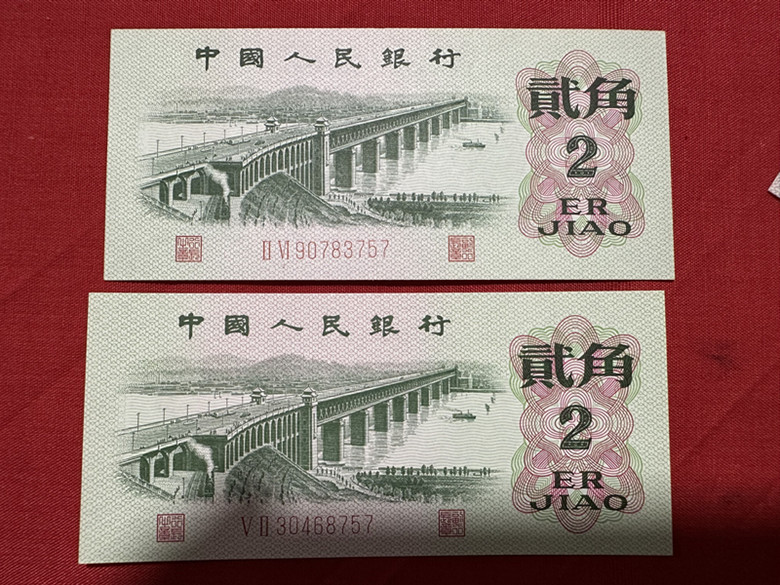 中國人民銀行
貳角
2
ER
JIAO
II VI 90783757
中國人民銀行
貳角
2
ER
JIAO
V II 30468757